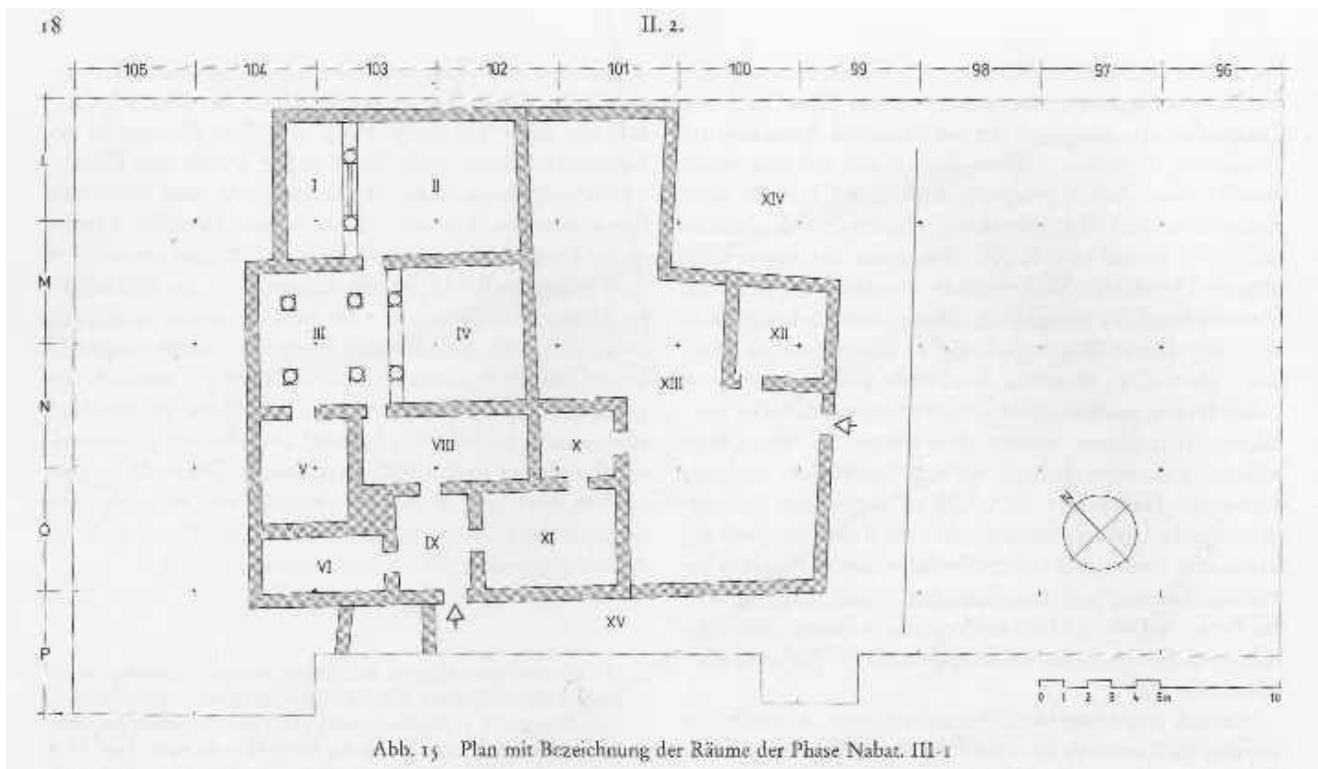 18 II. 2.
105 104 103 102 101 100 99 98 97 96
L
I II XIV
M
III IV XII
XIII
N
VIII X
V
N
O
IX XI
VI
XV
P
0 1 2 3 4 5m 10
Abb. 15 Plan mit Bezeichnung der Räume der Phase Nabat. III-1